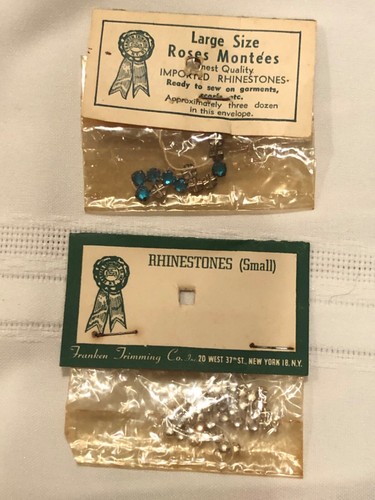 Large Size
Roses Montées
Finest Quality
IMPORTED RHINESTONES.
Ready to sew on garments,
etc.
Approximately three dozen
in this envelope.
RHINESTONES (Small)
Franken Trimming Co. Inc. 20 WEST 37TH ST., NEW YORK 18, N.Y.